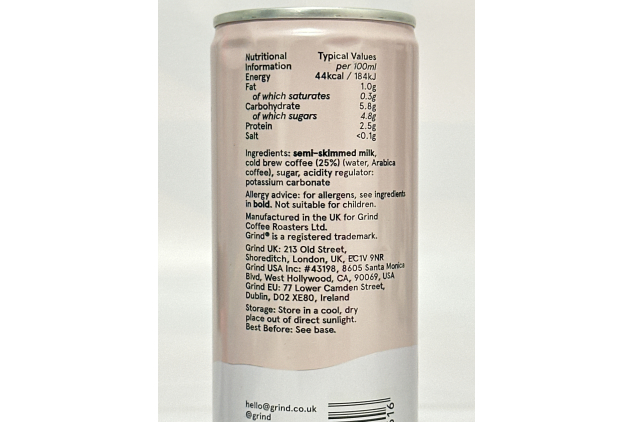 Nutritional Typical Values
Information per 100ml
Energy 44kcal / 184kJ
Fat 1.0g
of which saturates 0.3g
Carbohydrate 5.8g
of which sugars 4.8g
Protein 2.5g
Salt <0.1g
Ingredients: semi-skimmed milk,
cold brew coffee (25%) (water, Arabica
coffee), sugar, acidity regulator:
potassium carbonate
Allergy advice: for allergens, see ingredients
in bold. Not suitable for children.
Manufactured in the UK for Grind
Coffee Roasters Ltd.
Grind® is a registered trademark.
Grind UK: 213 Old Street,
Shoreditch, London, UK, EC1V 9NR
Grind USA Inc: #43198, 8605 Santa Monica
Blvd, West Hollywood, CA, 90069, USA
Grind EU: 77 Lower Camden Street,
Dublin, D02 XE80, Ireland
Storage: Store in a cool, dry
place out of direct sunlight.
Best Before: See base.
hello@grind.co.uk
@grind